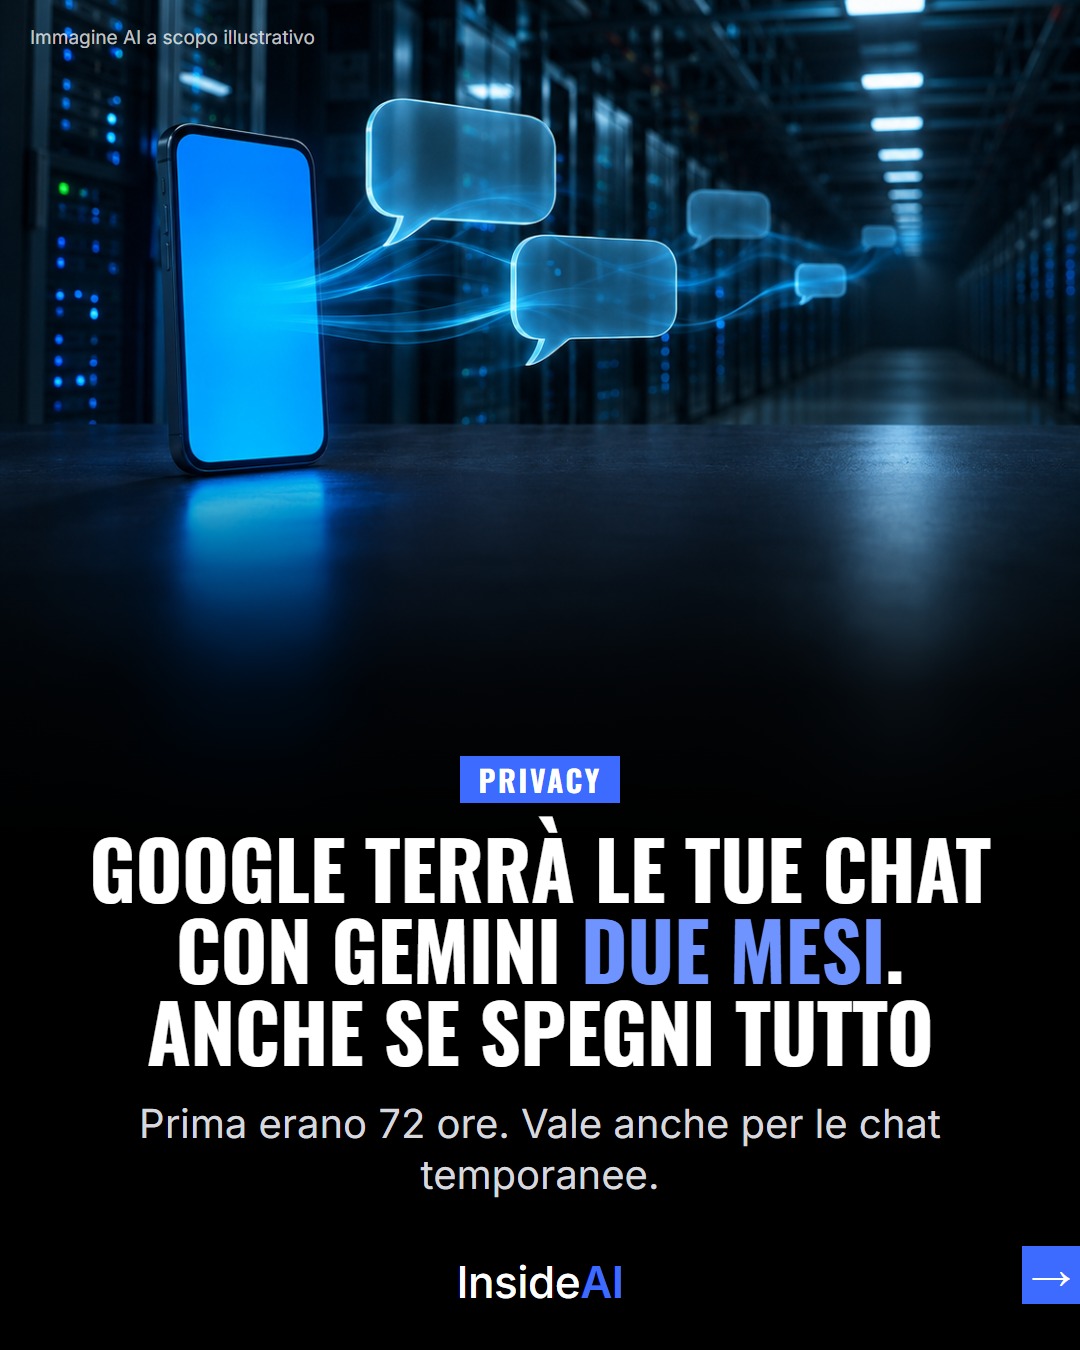 Immagine AI a scopo illustrativo
PRIVACY
GOOGLE TERRÀ LE TUE CHAT
CON GEMINI DUE MESI.
ANCHE SE SPEGNI TUTTO
Prima erano 72 ore. Vale anche per le chat
temporanee.
InsideAI
→